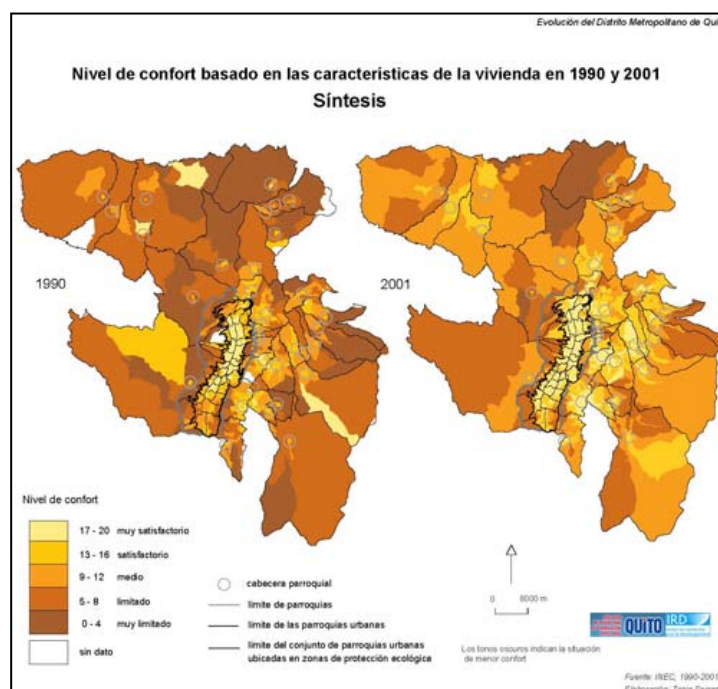 Evolución del Distrito Metropolitano de Qui
Nivel de confort basado en las características de la vivienda en 1990 y 2001
Síntesis
1990
2001
Nivel de confort
17 - 20 muy satisfactorio
13 - 16 satisfactorio
9 - 12 medio
5 - 8 limitado
0 - 4 muy limitado
sin dato
cabecera parroquial
límite de parroquias
límite de las parroquias urbanas
límite del conjunto de parroquias urbanas
ubicadas en zonas de protección ecológica
0 8000 m
QUITO IRD
Los tonos oscuros indican la situación
de menor confort
Fuente: INEC, 1990-2001